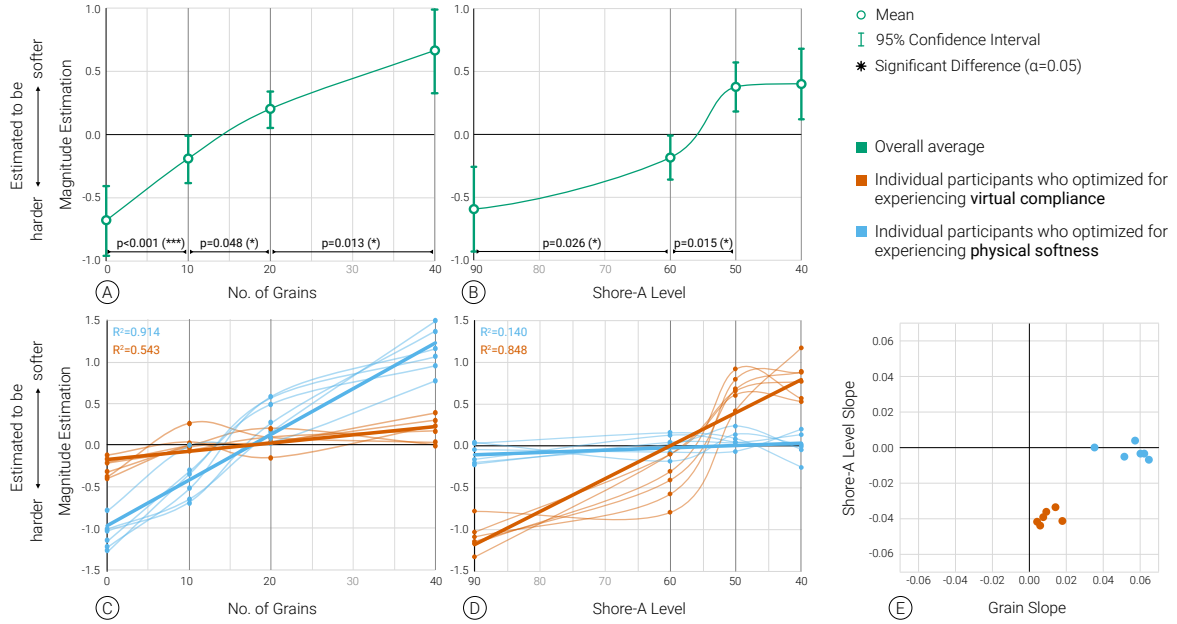 Estimated to be
harder
softer
Magnitude Estimation
1.0
0.5
0.0
-0.5
-1.0
p<0.001 (***)
p=0.048 (*)
p=0.013 (*)
0
10
20
30
40
A
No. of Grains
1.0
0.5
0.0
-0.5
-1.0
p=0.026 (*)
p=0.015 (*)
90
80
70
60
50
40
B
Shore-A Level
Mean
95% Confidence Interval
Significant Difference (α=0.05)
Overall average
Individual participants who optimized for
experiencing virtual compliance
Individual participants who optimized for
experiencing physical softness
Estimated to be
harder
softer
Magnitude Estimation
1.5
1.0
0.5
0.0
-0.5
-1.0
-1.5
R²=0.914
R²=0.543
0
10
20
30
40
C
No. of Grains
1.5
1.0
0.5
0.0
-0.5
-1.0
-1.5
R²=0.140
R²=0.848
90
80
70
60
50
40
D
Shore-A Level
Shore-A Level Slope
0.06
0.04
0.02
0.00
-0.02
-0.04
-0.06
-0.06
-0.04
-0.02
0.00
0.02
0.04
0.06
E
Grain Slope